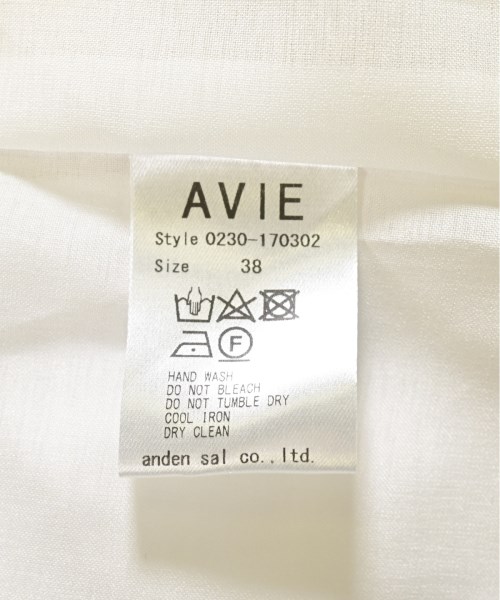 AVIE
Style 0230-170302
Size 38
F
HAND WASH
DO NOT BLEACH
DO NOT TUMBLE DRY
COOL IRON
DRY CLEAN
anden sal co.,ltd.